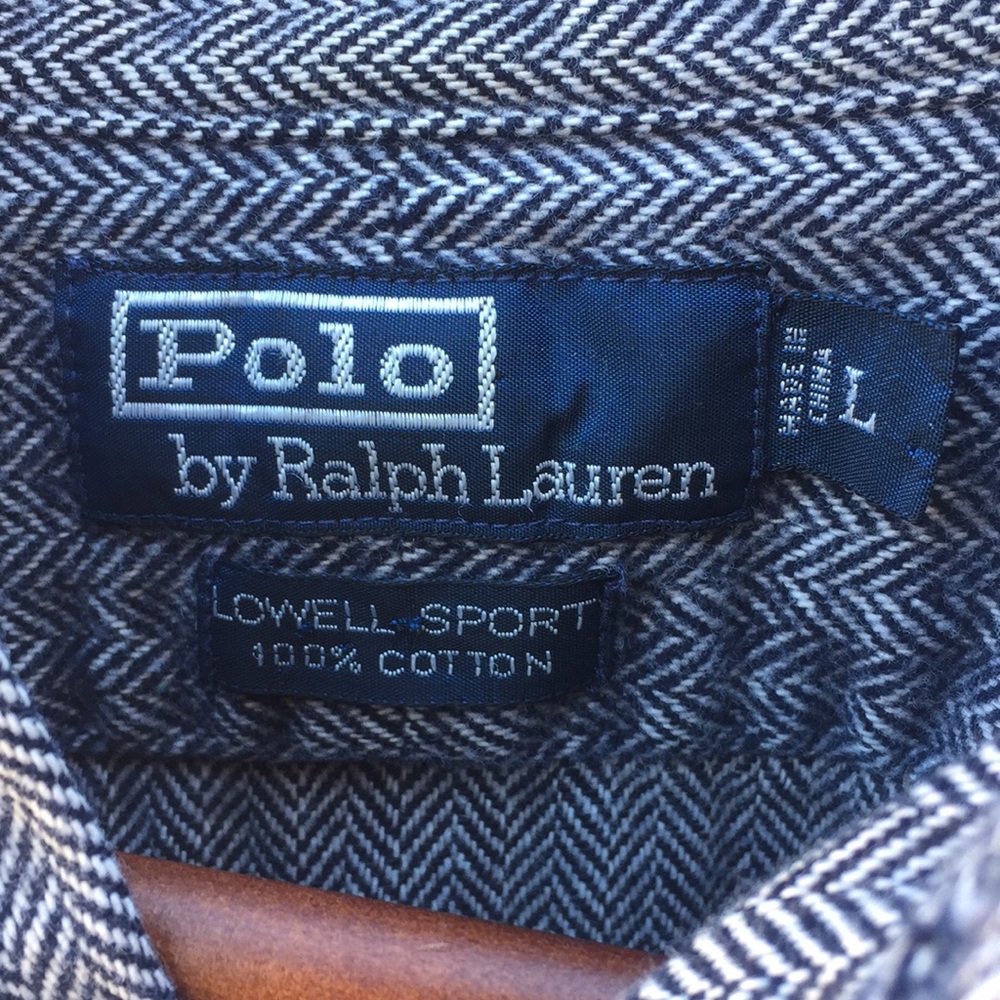 Polo
by Ralph Lauren
MADE IN
CHINA
L
LOWELL SPORT
100% COTTON